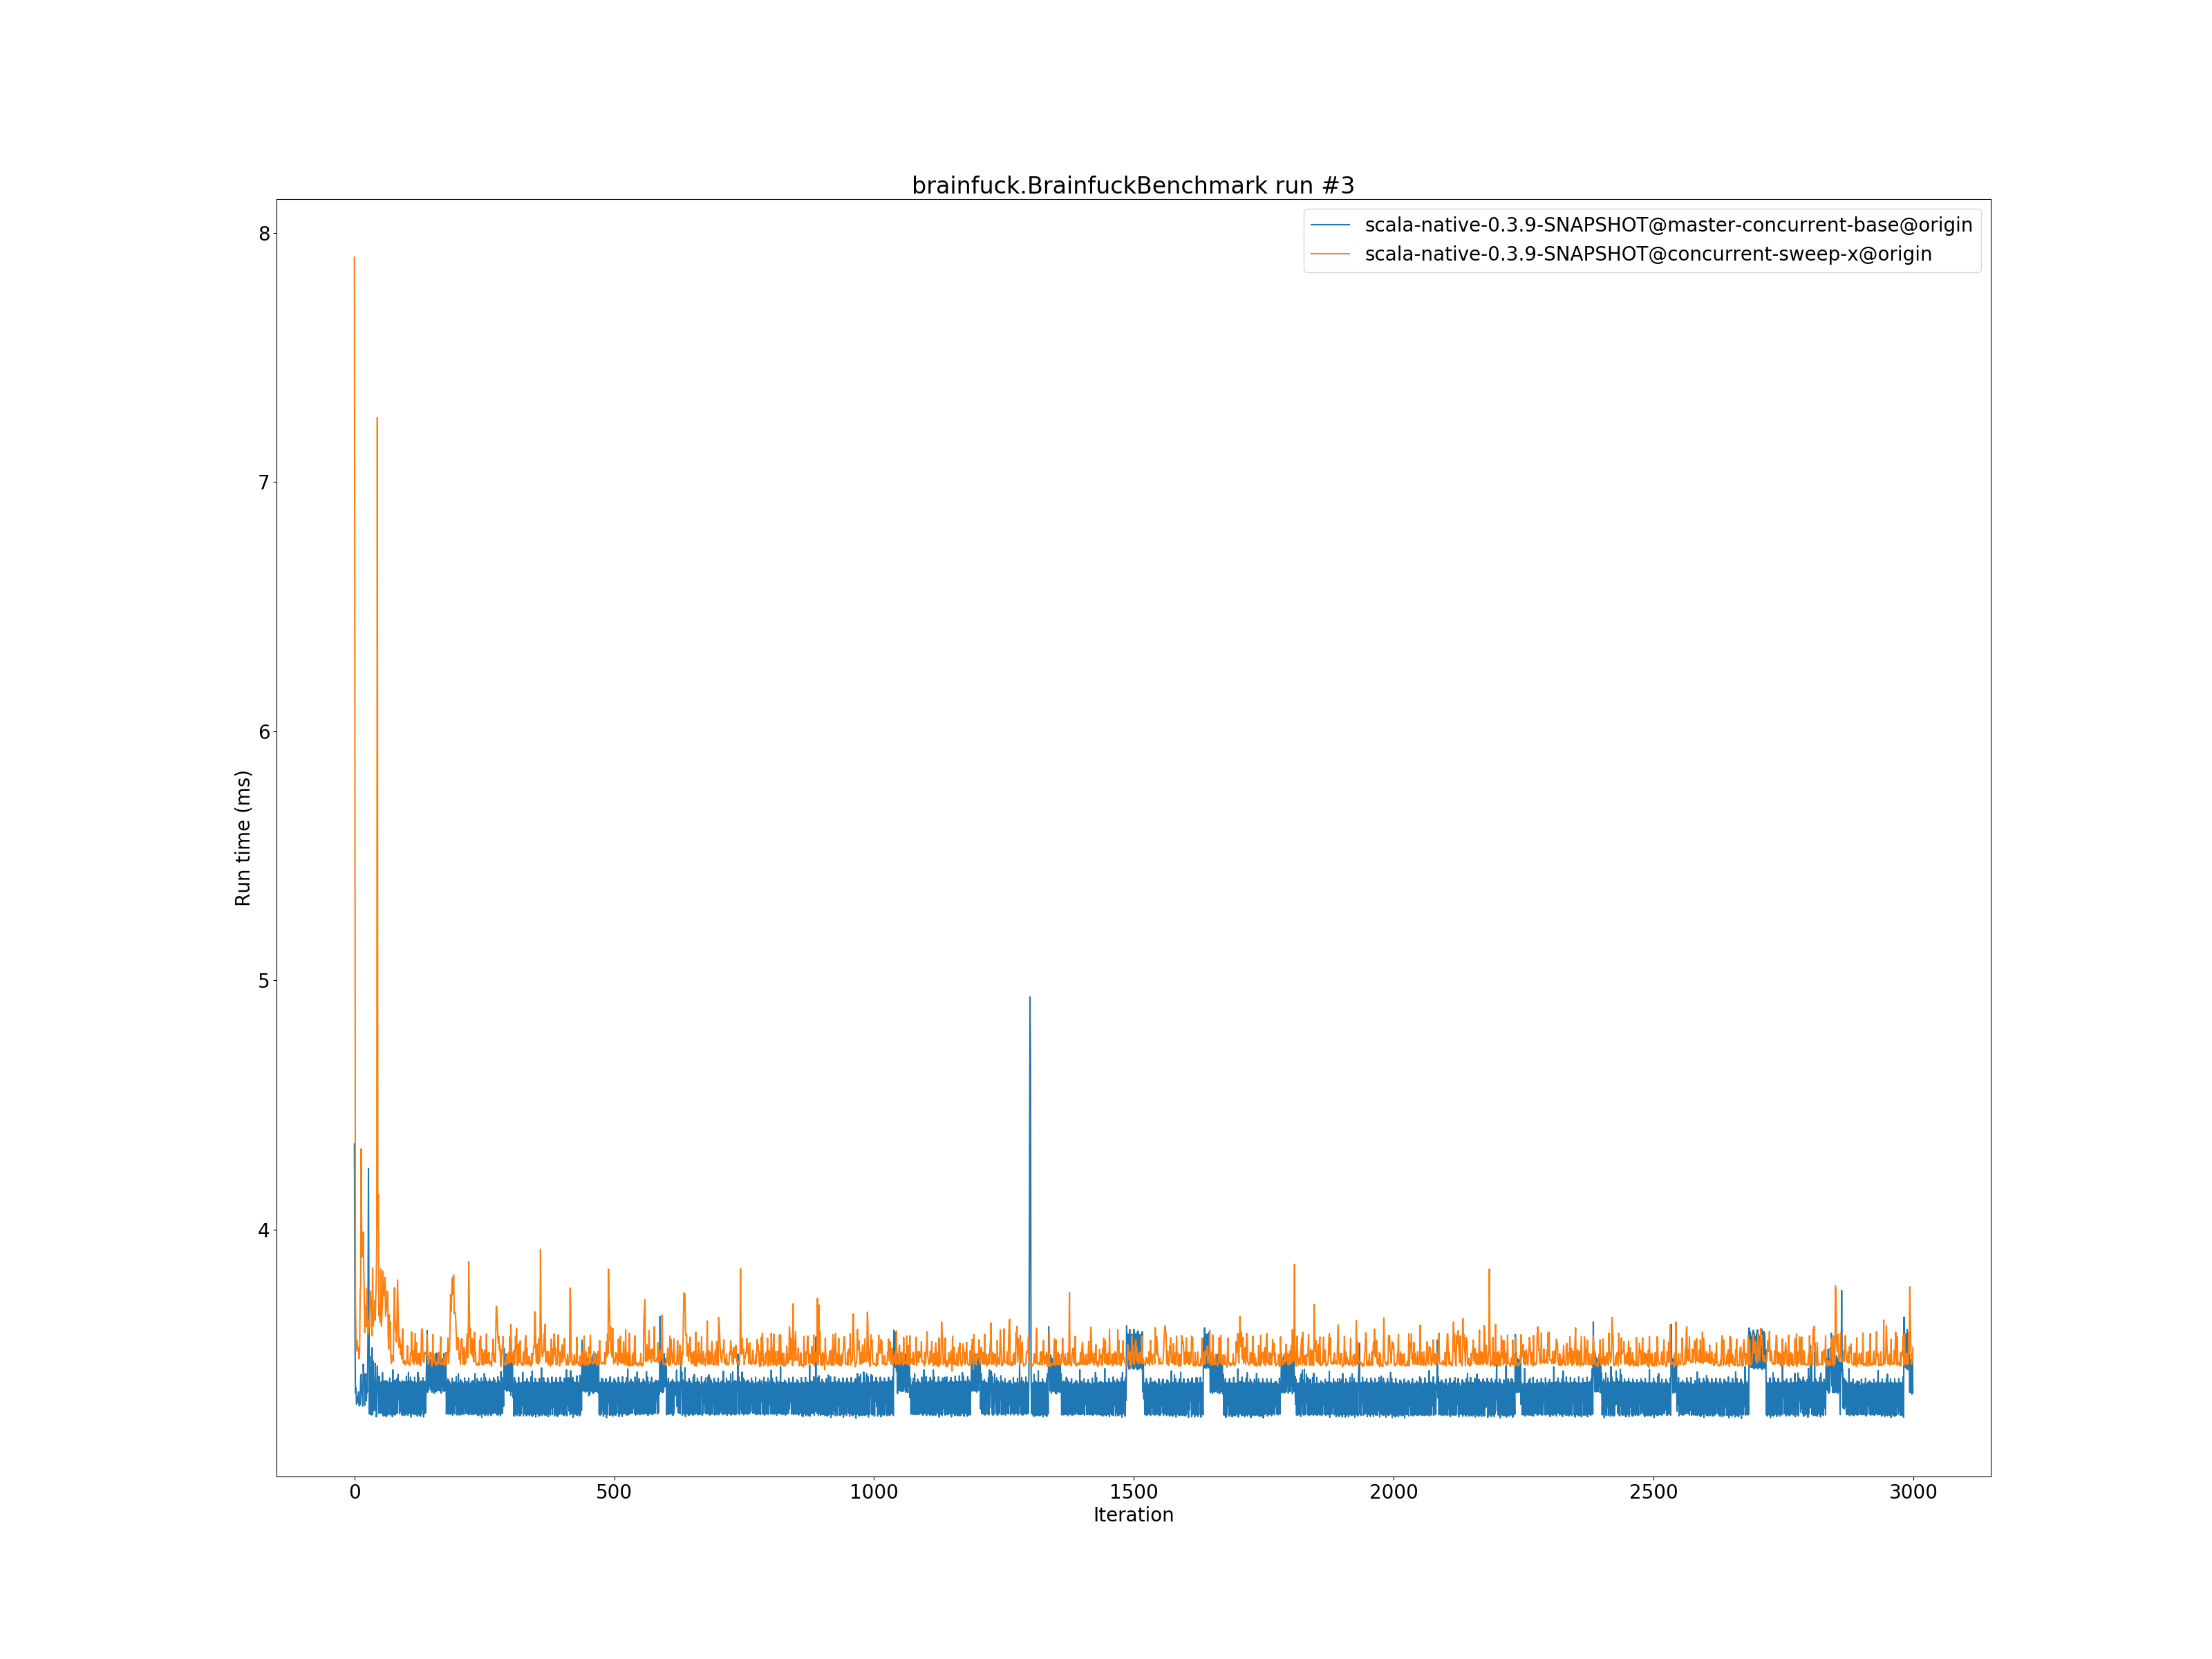 brainfuck.BrainfuckBenchmark run #3
scala-native-0.3.9-SNAPSHOT@master-concurrent-base@origin
scala-native-0.3.9-SNAPSHOT@concurrent-sweep-x@origin
8
7
6
5
4
Run time (ms)
0 500 1000 1500 2000 2500 3000
Iteration